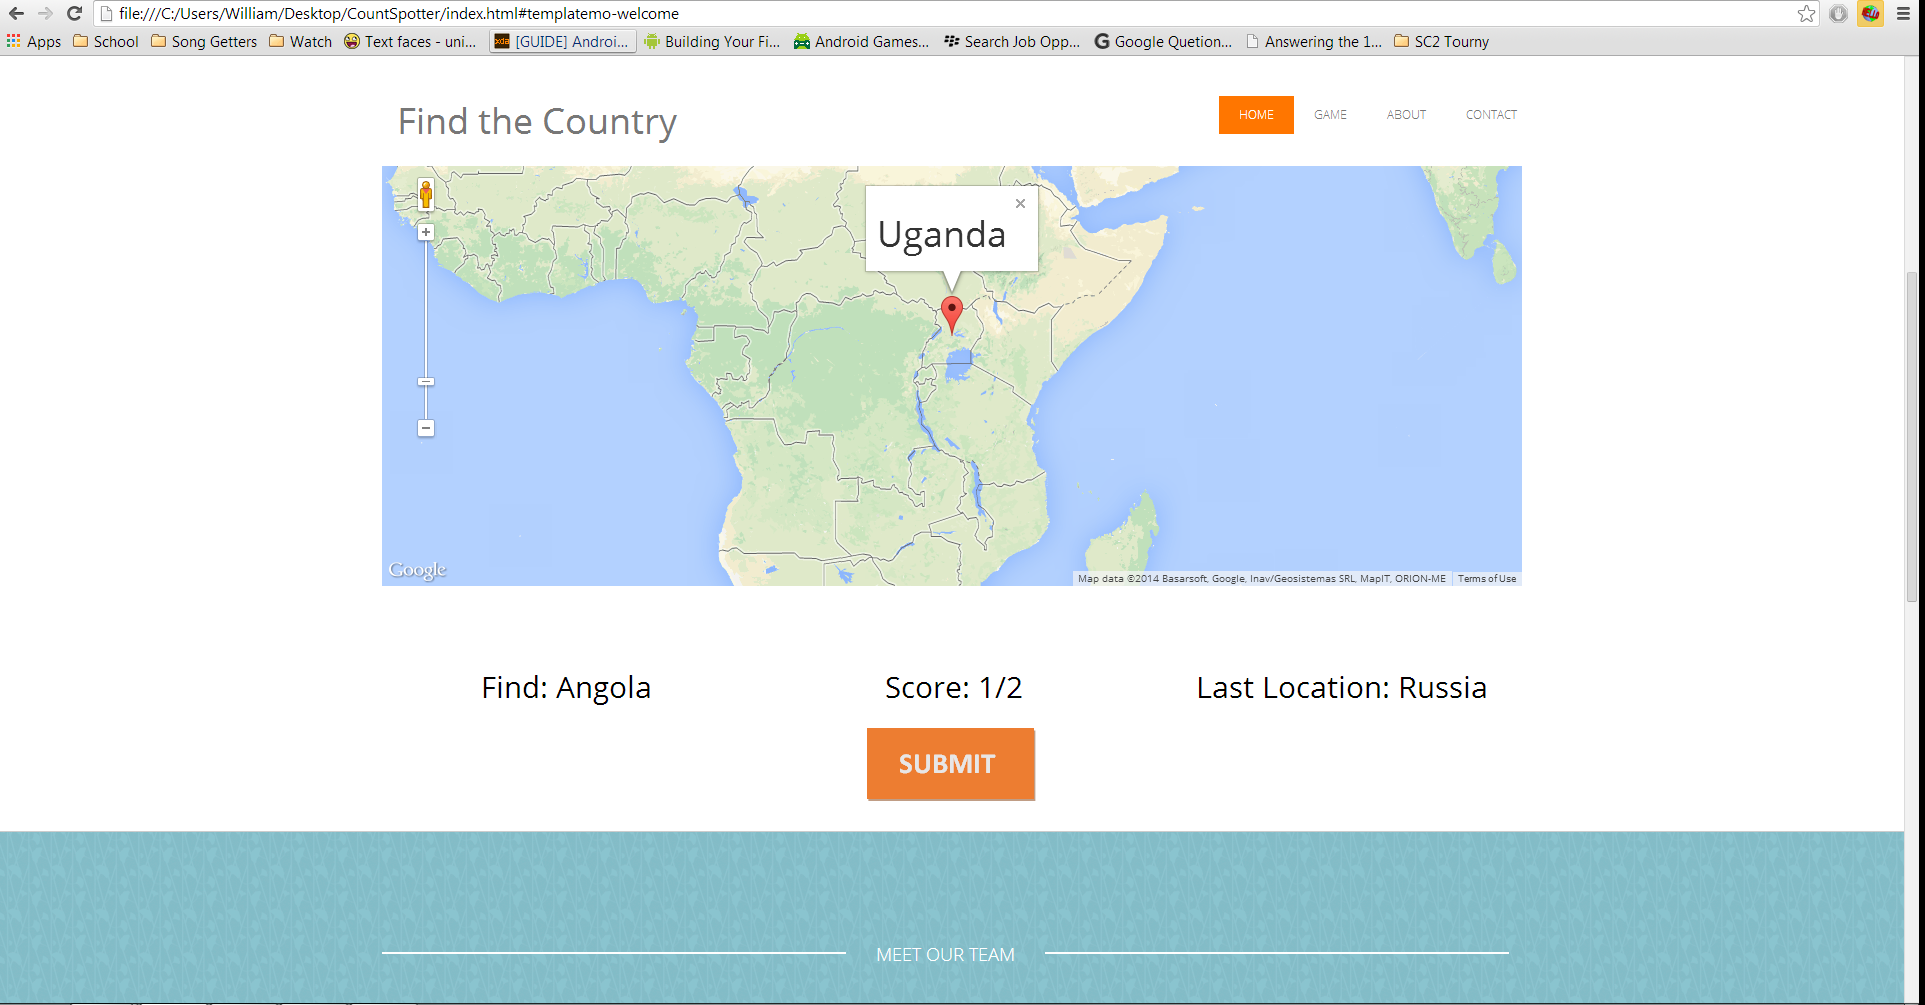 file:///C:/Users/William/Desktop/CountSpotter/index.html#templatemo-welcome
Apps School Song Getters Watch Text faces - uni... [GUIDE] Androi... Building Your Fi... Android Games... Search Job Opp... Google Quetion... Answering the 1... SC2 Tourny
Find the Country
HOME GAME ABOUT CONTACT
Uganda
Google
Map data ©2014 Basarsoft, Google, Inav/Geosistemas SRL, MapIT, ORION-ME Terms of Use
Find: Angola
Score: 1/2
Last Location: Russia
SUBMIT
MEET OUR TEAM